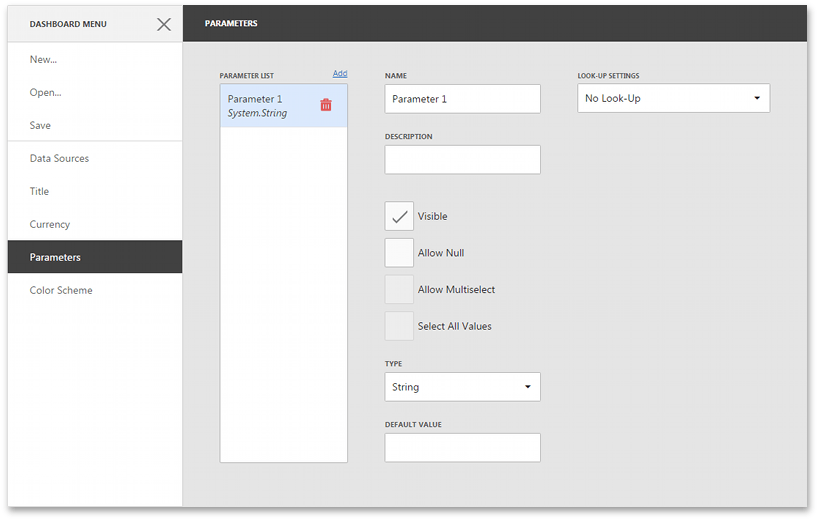 DASHBOARD MENU
New...
Open...
Save
Data Sources
Title
Currency
Parameters
Color Scheme
PARAMETERS
PARAMETER LIST
Add
Parameter 1
System.String
NAME
Parameter 1
DESCRIPTION
Visible
Allow Null
Allow Multiselect
Select All Values
TYPE
String
DEFAULT VALUE
LOOK-UP SETTINGS
No Look-Up